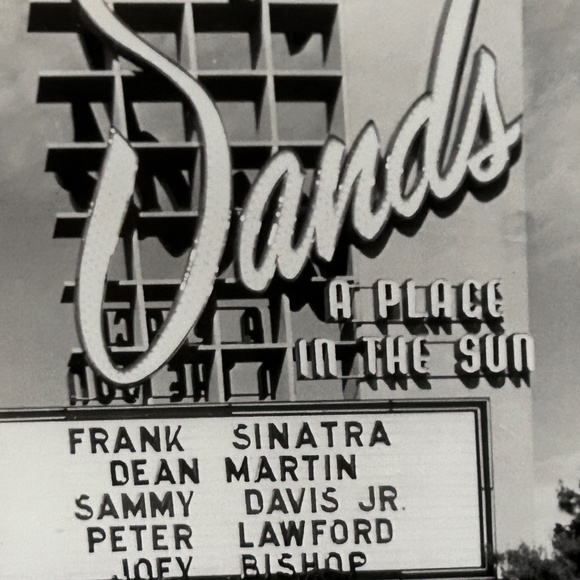 Sands
A PLACE
IN THE SUN
FRANK SINATRA
DEAN MARTIN
SAMMY DAVIS JR.
PETER LAWFORD
JOEY BISHOP